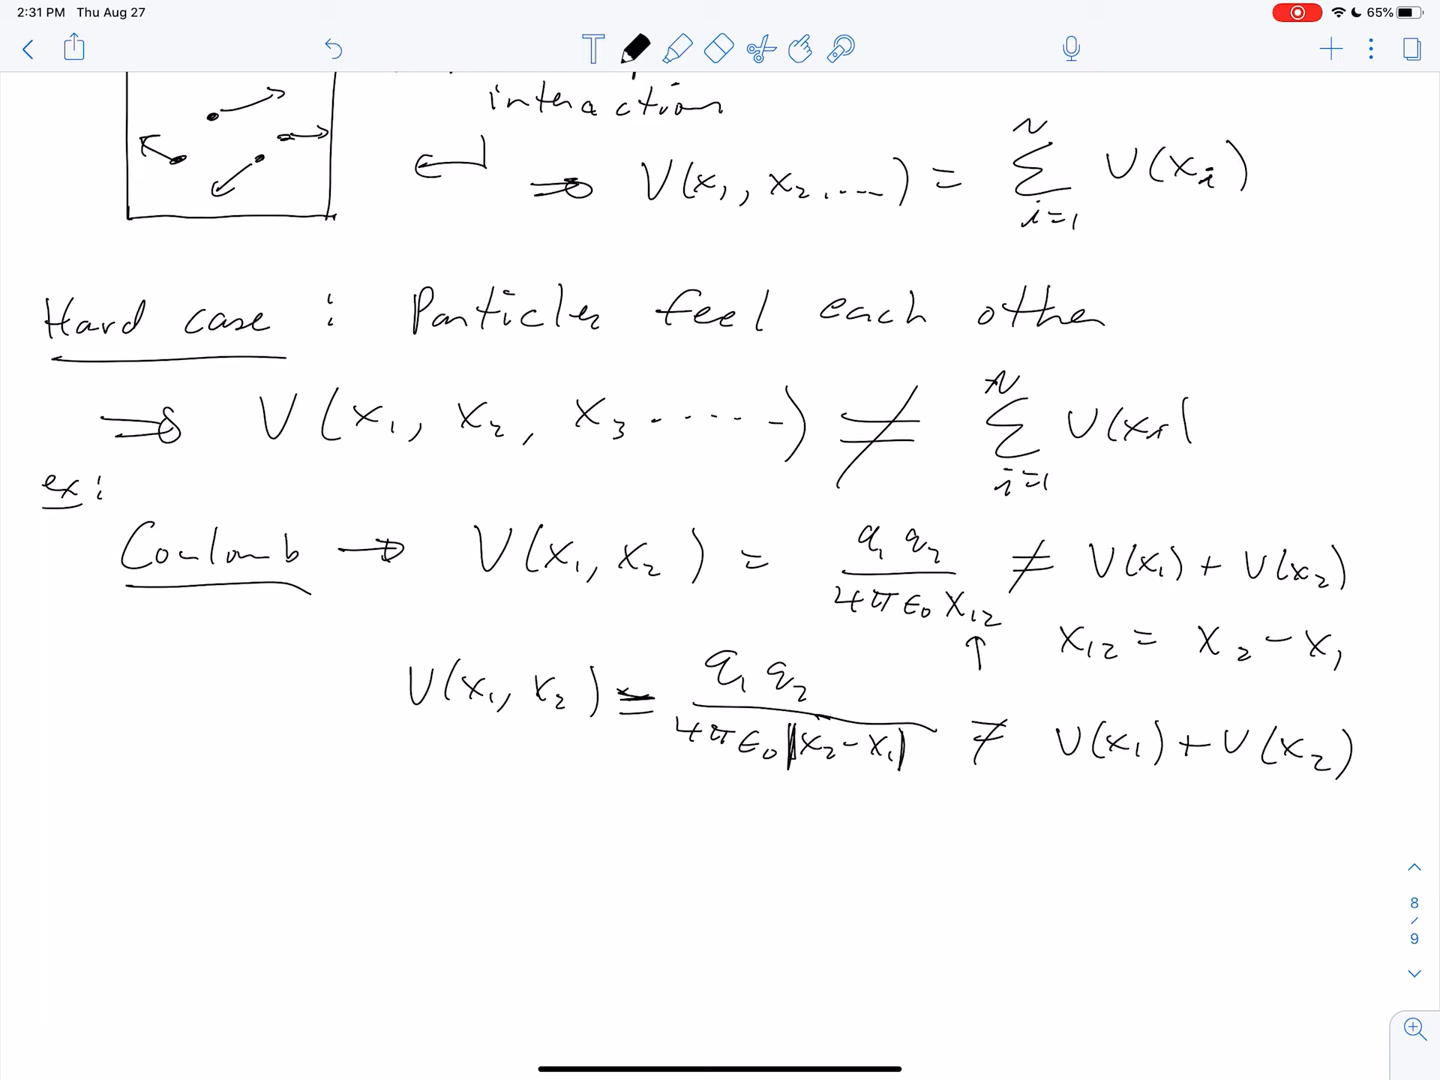 2:31 PM Thu Aug 27 65%
interaction
⇒ V(x₁, x₂ ....) = ∑ᵢ₌₁ᴺ V(xᵢ)
Hard case : Particles feel each other
⇒ V(x₁, x₂, x₃ ......) ≠ ∑ᵢ₌₁ᴺ V(xᵢ)
ex:
Coulomb → V(x₁, x₂) = q₁ q₂ / 4πε₀ x₁₂ ≠ V(x₁) + V(x₂)
↑ x₁₂ = x₂ − x₁
V(x₁, x₂) = q₁ q₂ / 4πε₀ |x₂ − x₁| ≠ V(x₁) + V(x₂)
8
/
9